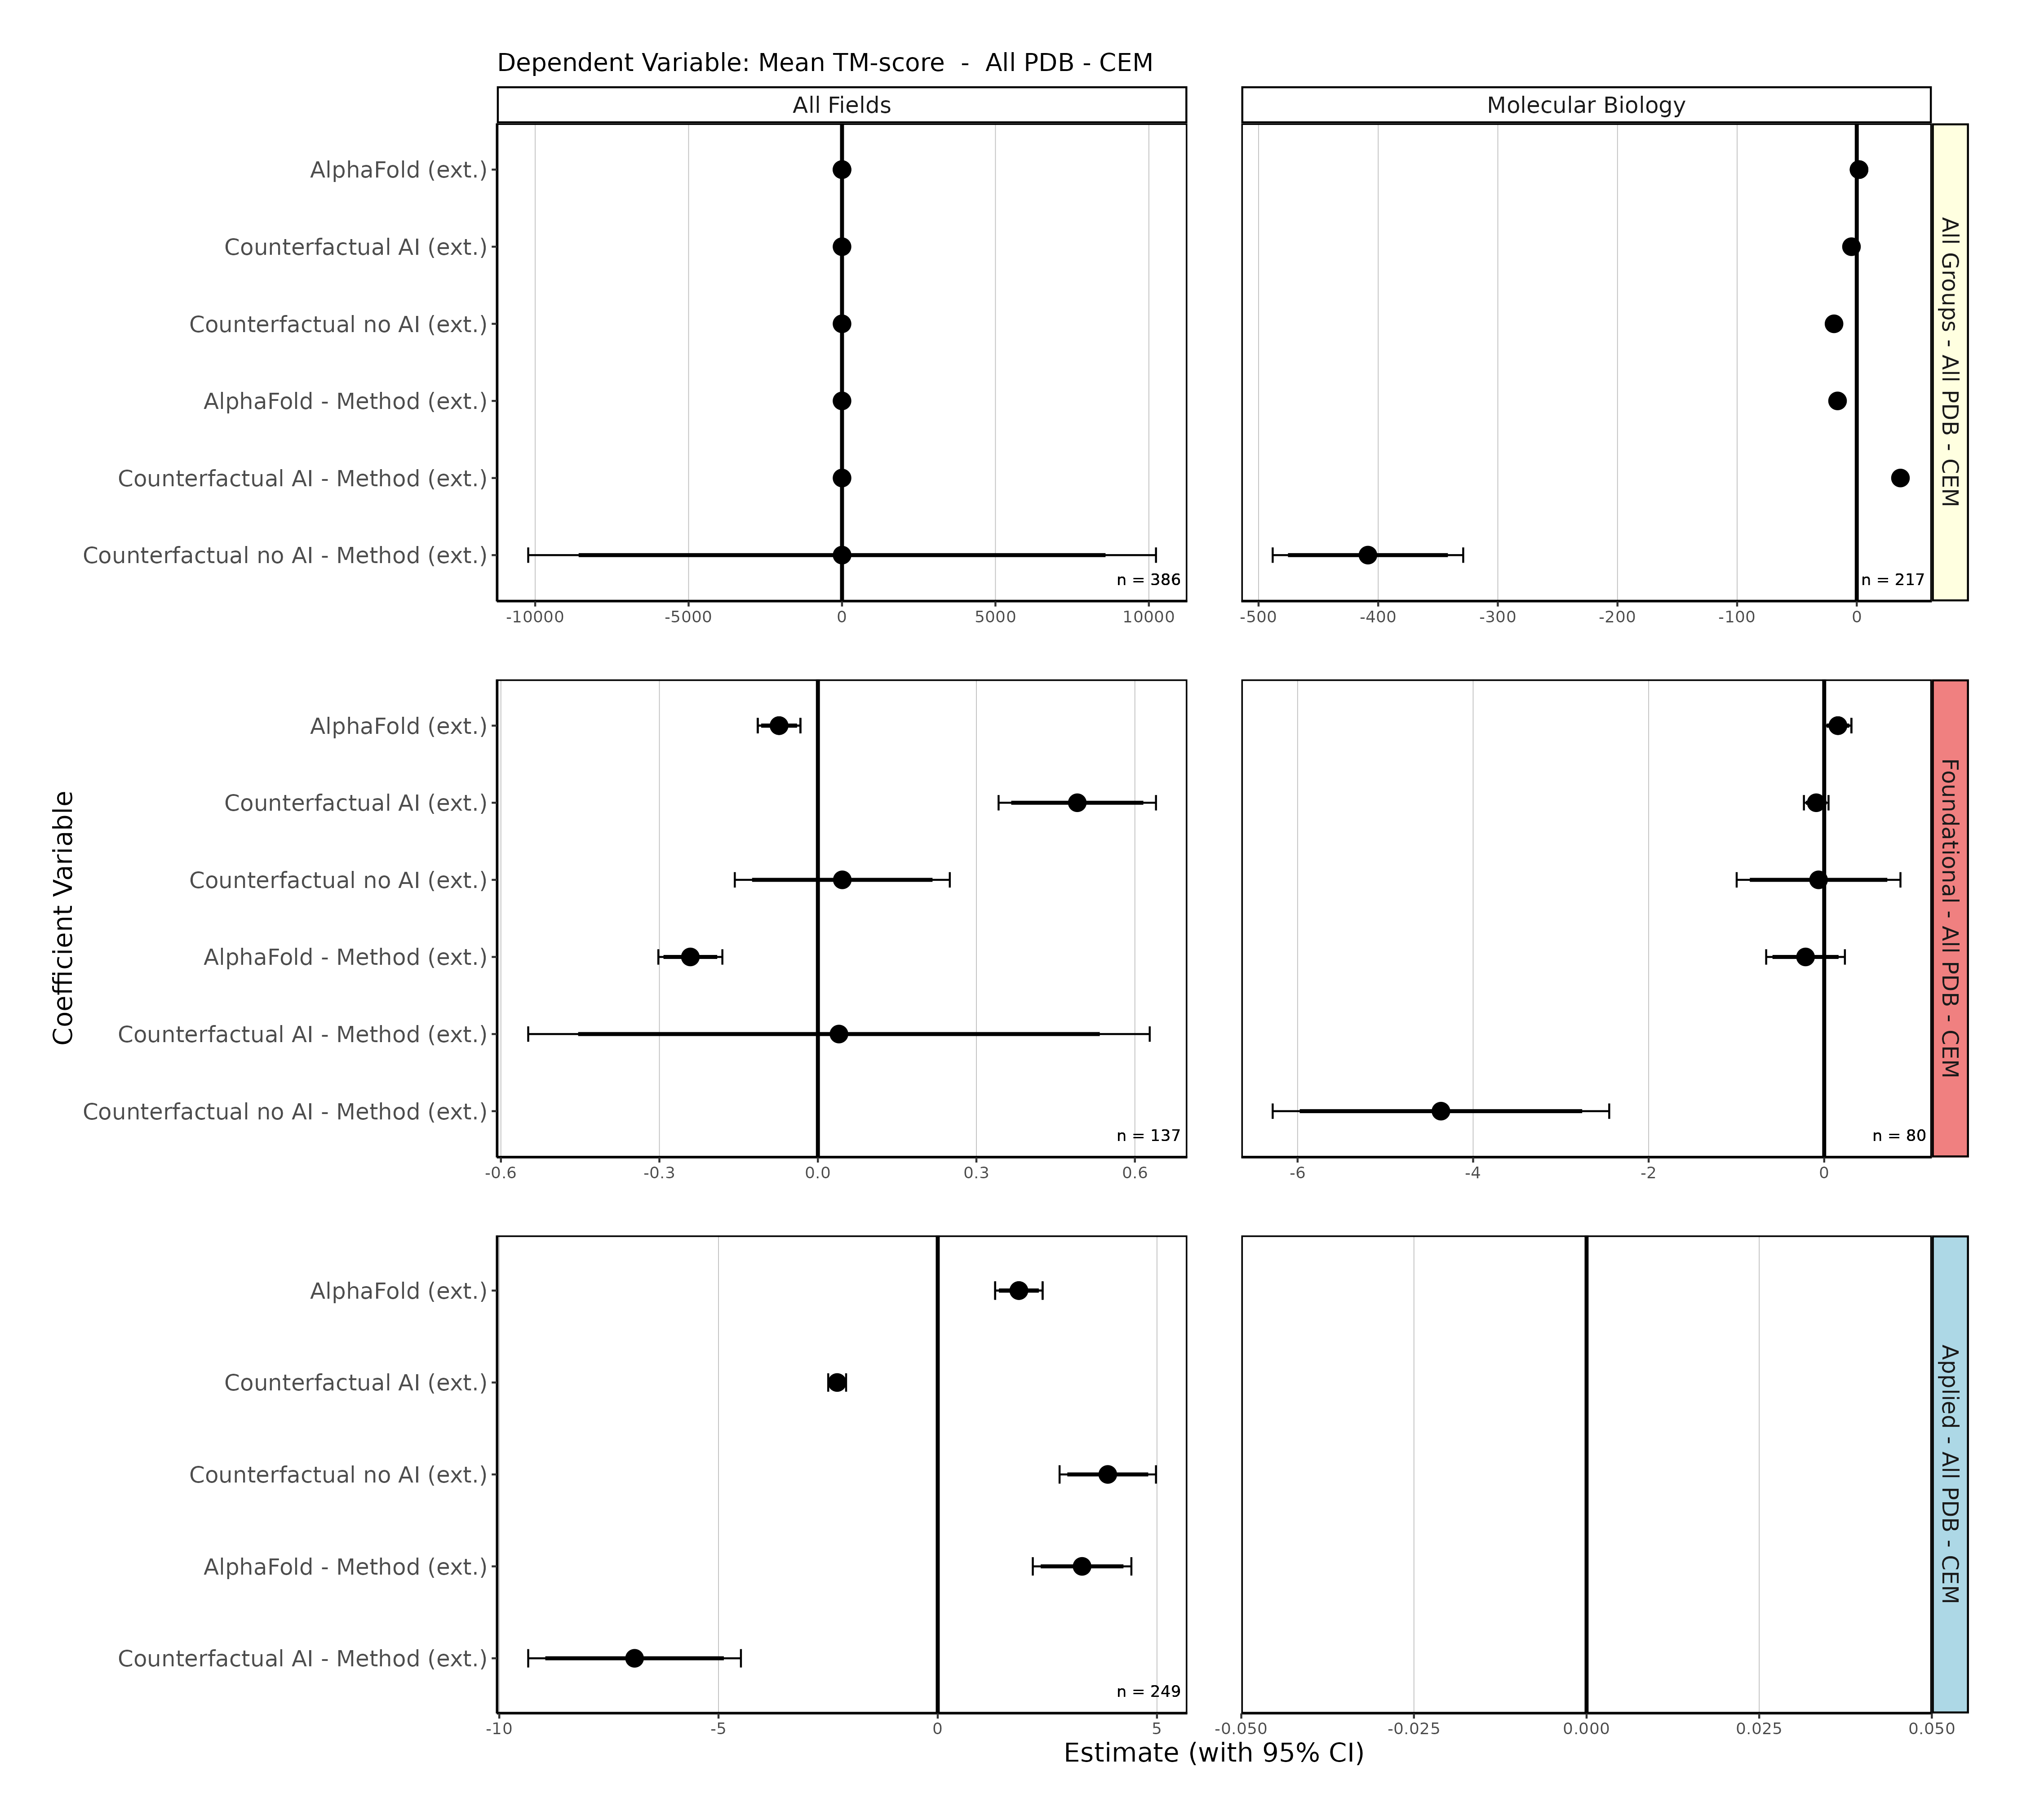 Dependent Variable: Mean TM-score - All PDB - CEM
All Fields
Molecular Biology
AlphaFold (ext.)
Counterfactual AI (ext.)
Counterfactual no AI (ext.)
AlphaFold - Method (ext.)
Counterfactual AI - Method (ext.)
Counterfactual no AI - Method (ext.)
n = 386
n = 217
-10000 -5000 0 5000 10000
-500 -400 -300 -200 -100 0
All Groups - All PDB - CEM
Coefficient Variable
AlphaFold (ext.)
Counterfactual AI (ext.)
Counterfactual no AI (ext.)
AlphaFold - Method (ext.)
Counterfactual AI - Method (ext.)
Counterfactual no AI - Method (ext.)
n = 137
n = 80
-0.6 -0.3 0.0 0.3 0.6
-6 -4 -2 0
Foundational - All PDB - CEM
AlphaFold (ext.)
Counterfactual AI (ext.)
Counterfactual no AI (ext.)
AlphaFold - Method (ext.)
Counterfactual AI - Method (ext.)
n = 249
-10 -5 0 5
-0.050 -0.025 0.000 0.025 0.050
Applied - All PDB - CEM
Estimate (with 95% CI)